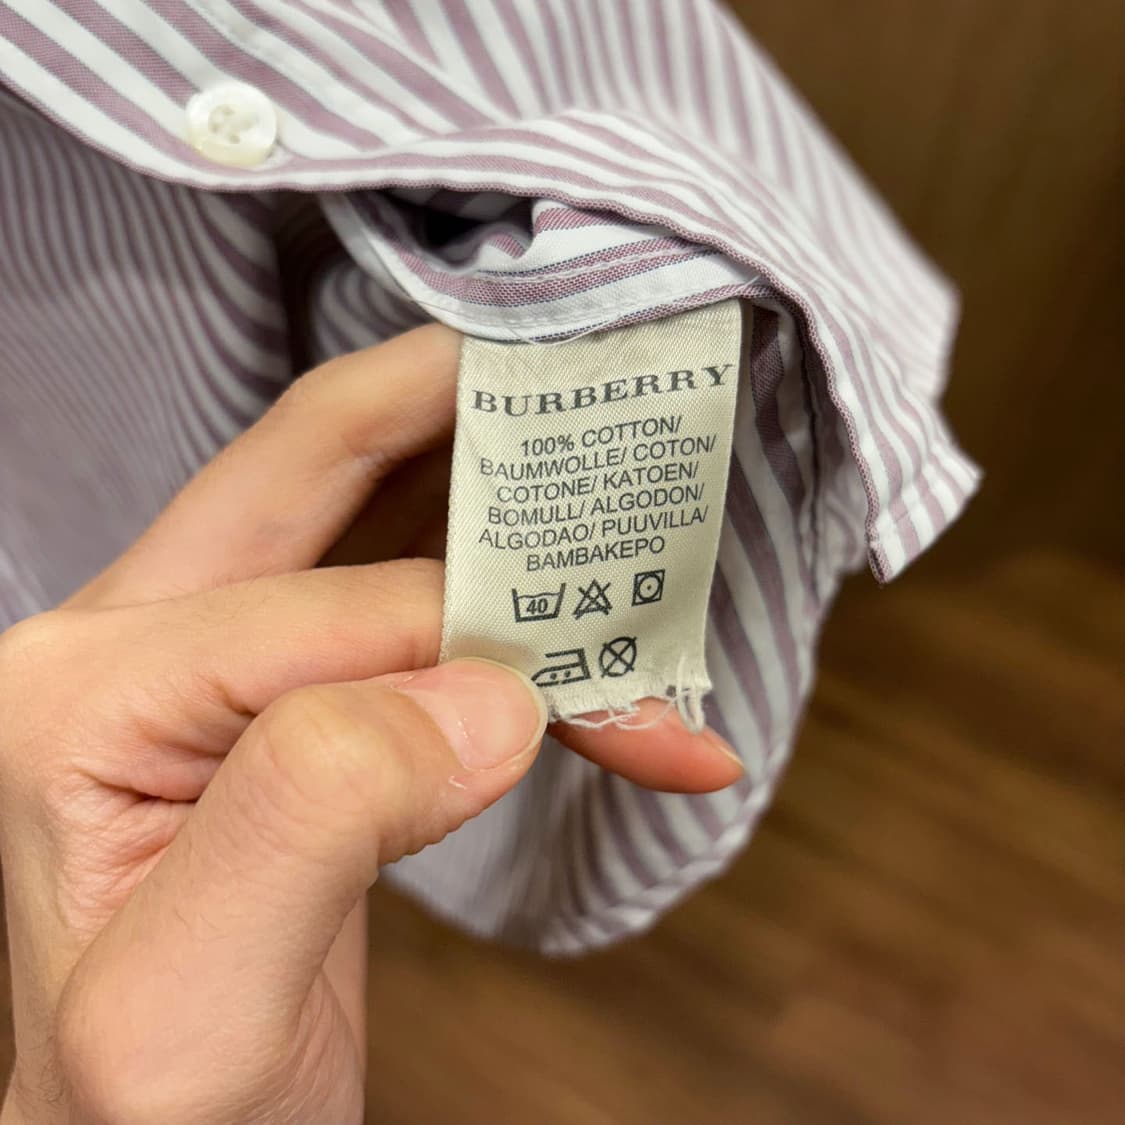 BURBERRY
100% COTTON/
BAUMWOLLE/ COTON/
COTONE/ KATOEN/
BOMULL/ ALGODON/
ALGODAO/ PUUVILLA/
BAMBAKEPO
40